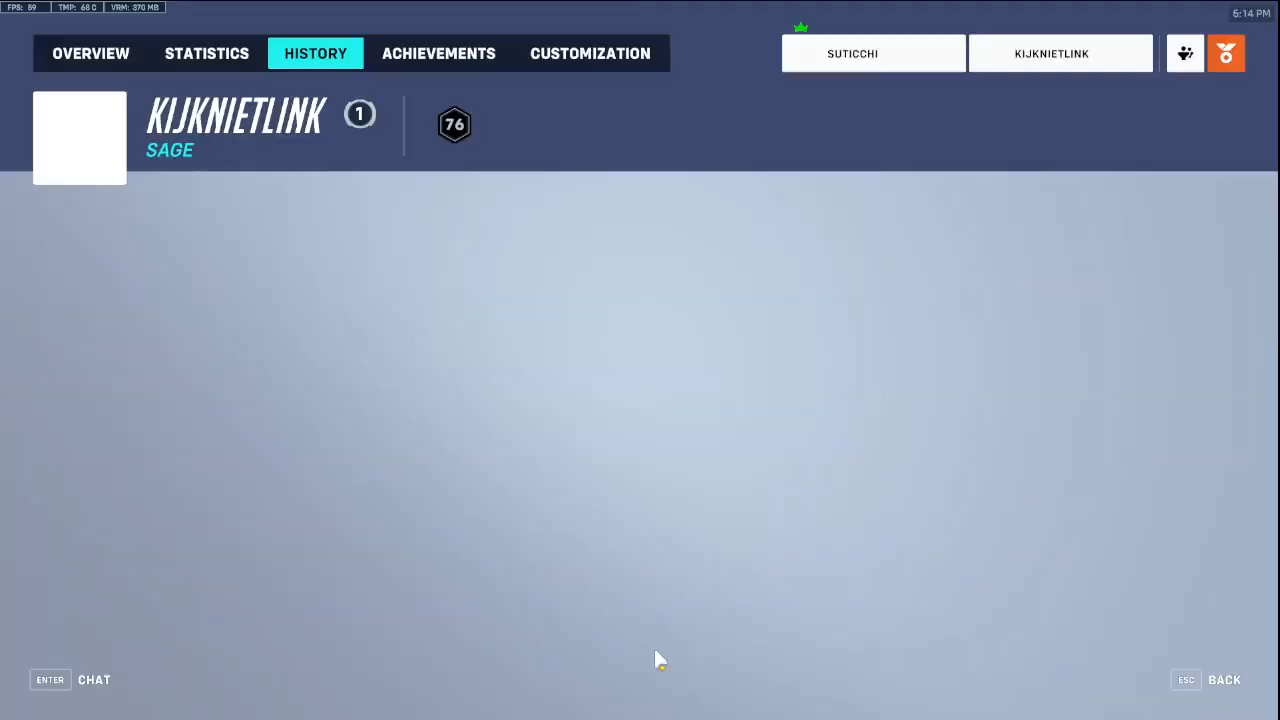 FPS: 59 TMP: 68 C VRM: 370 MB
5:14 PM
OVERVIEW STATISTICS HISTORY ACHIEVEMENTS CUSTOMIZATION
SUTICCHI KIJKNIETLINK
KIJKNIETLINK 1 76
SAGE
ENTER CHAT
ESC BACK